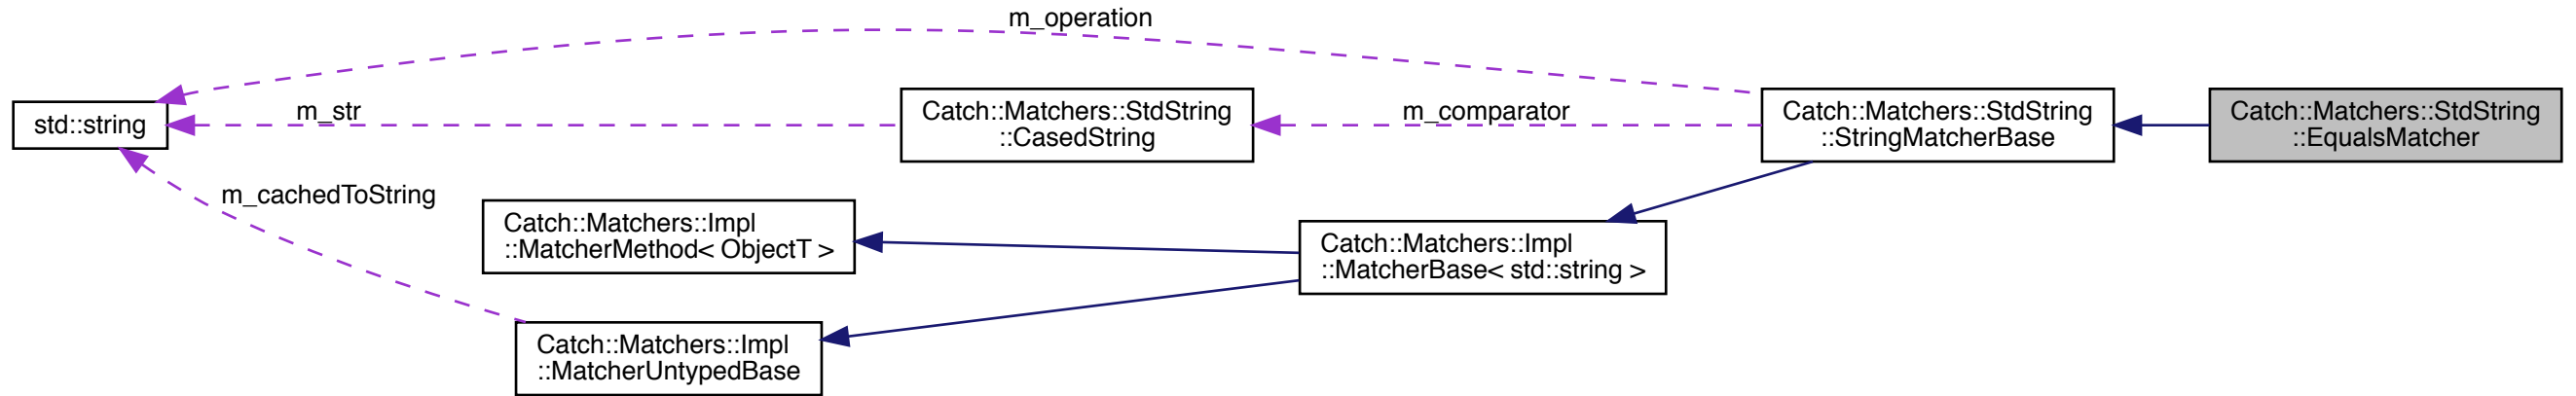 m_operation
std::string
m_str
Catch::Matchers::StdString
::CasedString
m_comparator
Catch::Matchers::StdString
::StringMatcherBase
Catch::Matchers::StdString
::EqualsMatcher
m_cachedToString
Catch::Matchers::Impl
::MatcherMethod< ObjectT >
Catch::Matchers::Impl
::MatcherBase< std::string >
Catch::Matchers::Impl
::MatcherUntypedBase